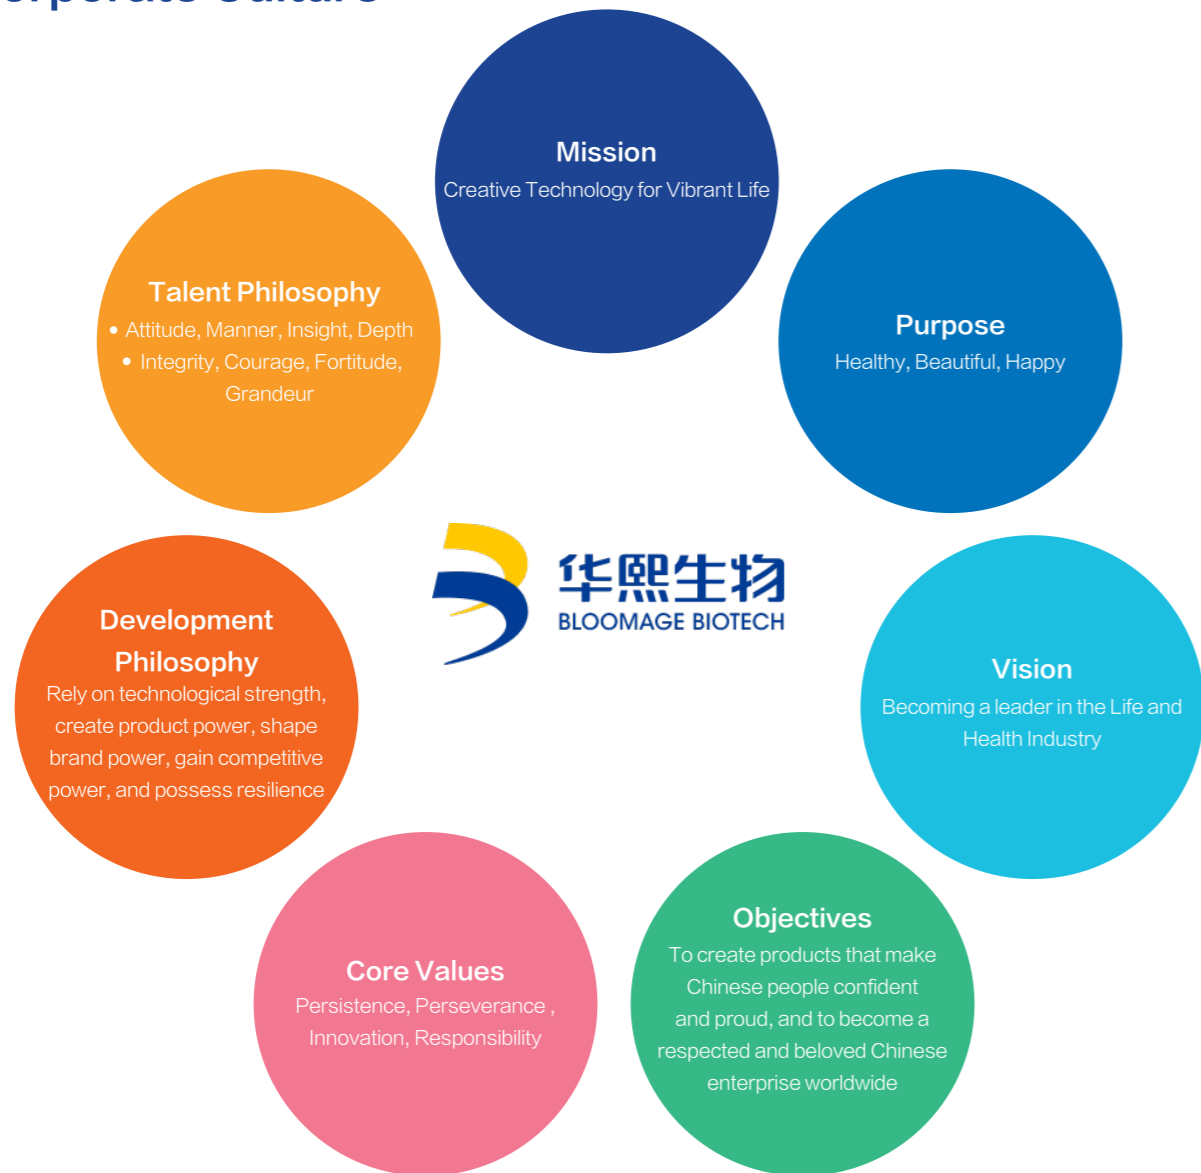 orporate Culture
Mission
Creative Technology for Vibrant Life
Purpose
Healthy, Beautiful, Happy
Vision
Becoming a leader in the Life and
Health Industry
Objectives
To create products that make
Chinese people confident
and proud, and to become a
respected and beloved Chinese
enterprise worldwide
Core Values
Persistence, Perseverance ,
Innovation, Responsibility
Development
Philosophy
Rely on technological strength,
create product power, shape
brand power, gain competitive
power, and possess resilience
Talent Philosophy
• Attitude, Manner, Insight, Depth
• Integrity, Courage, Fortitude,
Grandeur
华熙生物
BLOOMAGE BIOTECH